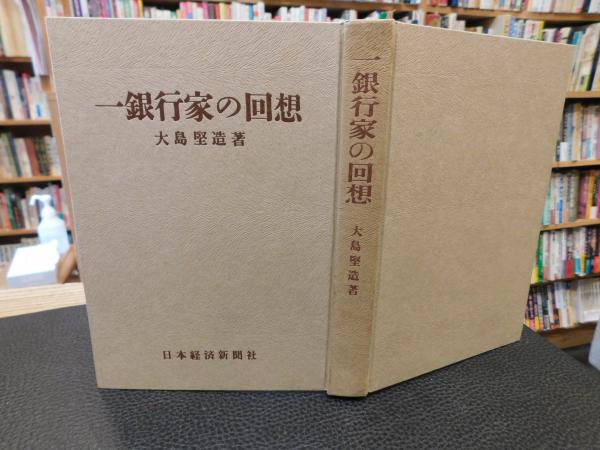 一銀行家の回想
大島堅造著
日本経済新聞社
一銀行家の回想
大島堅造著